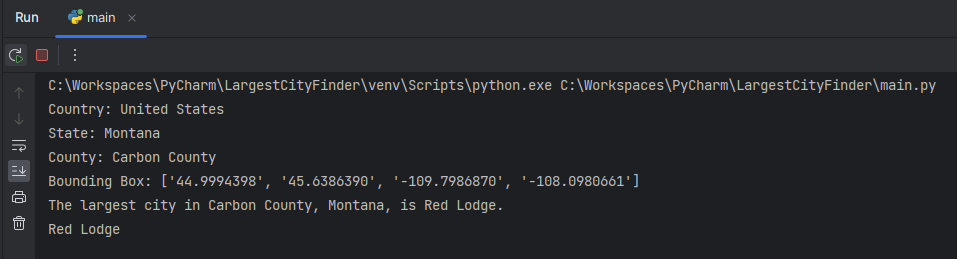 Run
main
C:\Workspaces\PyCharm\LargestCityFinder\venv\Scripts\python.exe C:\Workspaces\PyCharm\LargestCityFinder\main.py
Country: United States
State: Montana
County: Carbon County
Bounding Box: ['44.9994398', '45.6386390', '-109.7986870', '-108.0980661']
The largest city in Carbon County, Montana, is Red Lodge.
Red Lodge